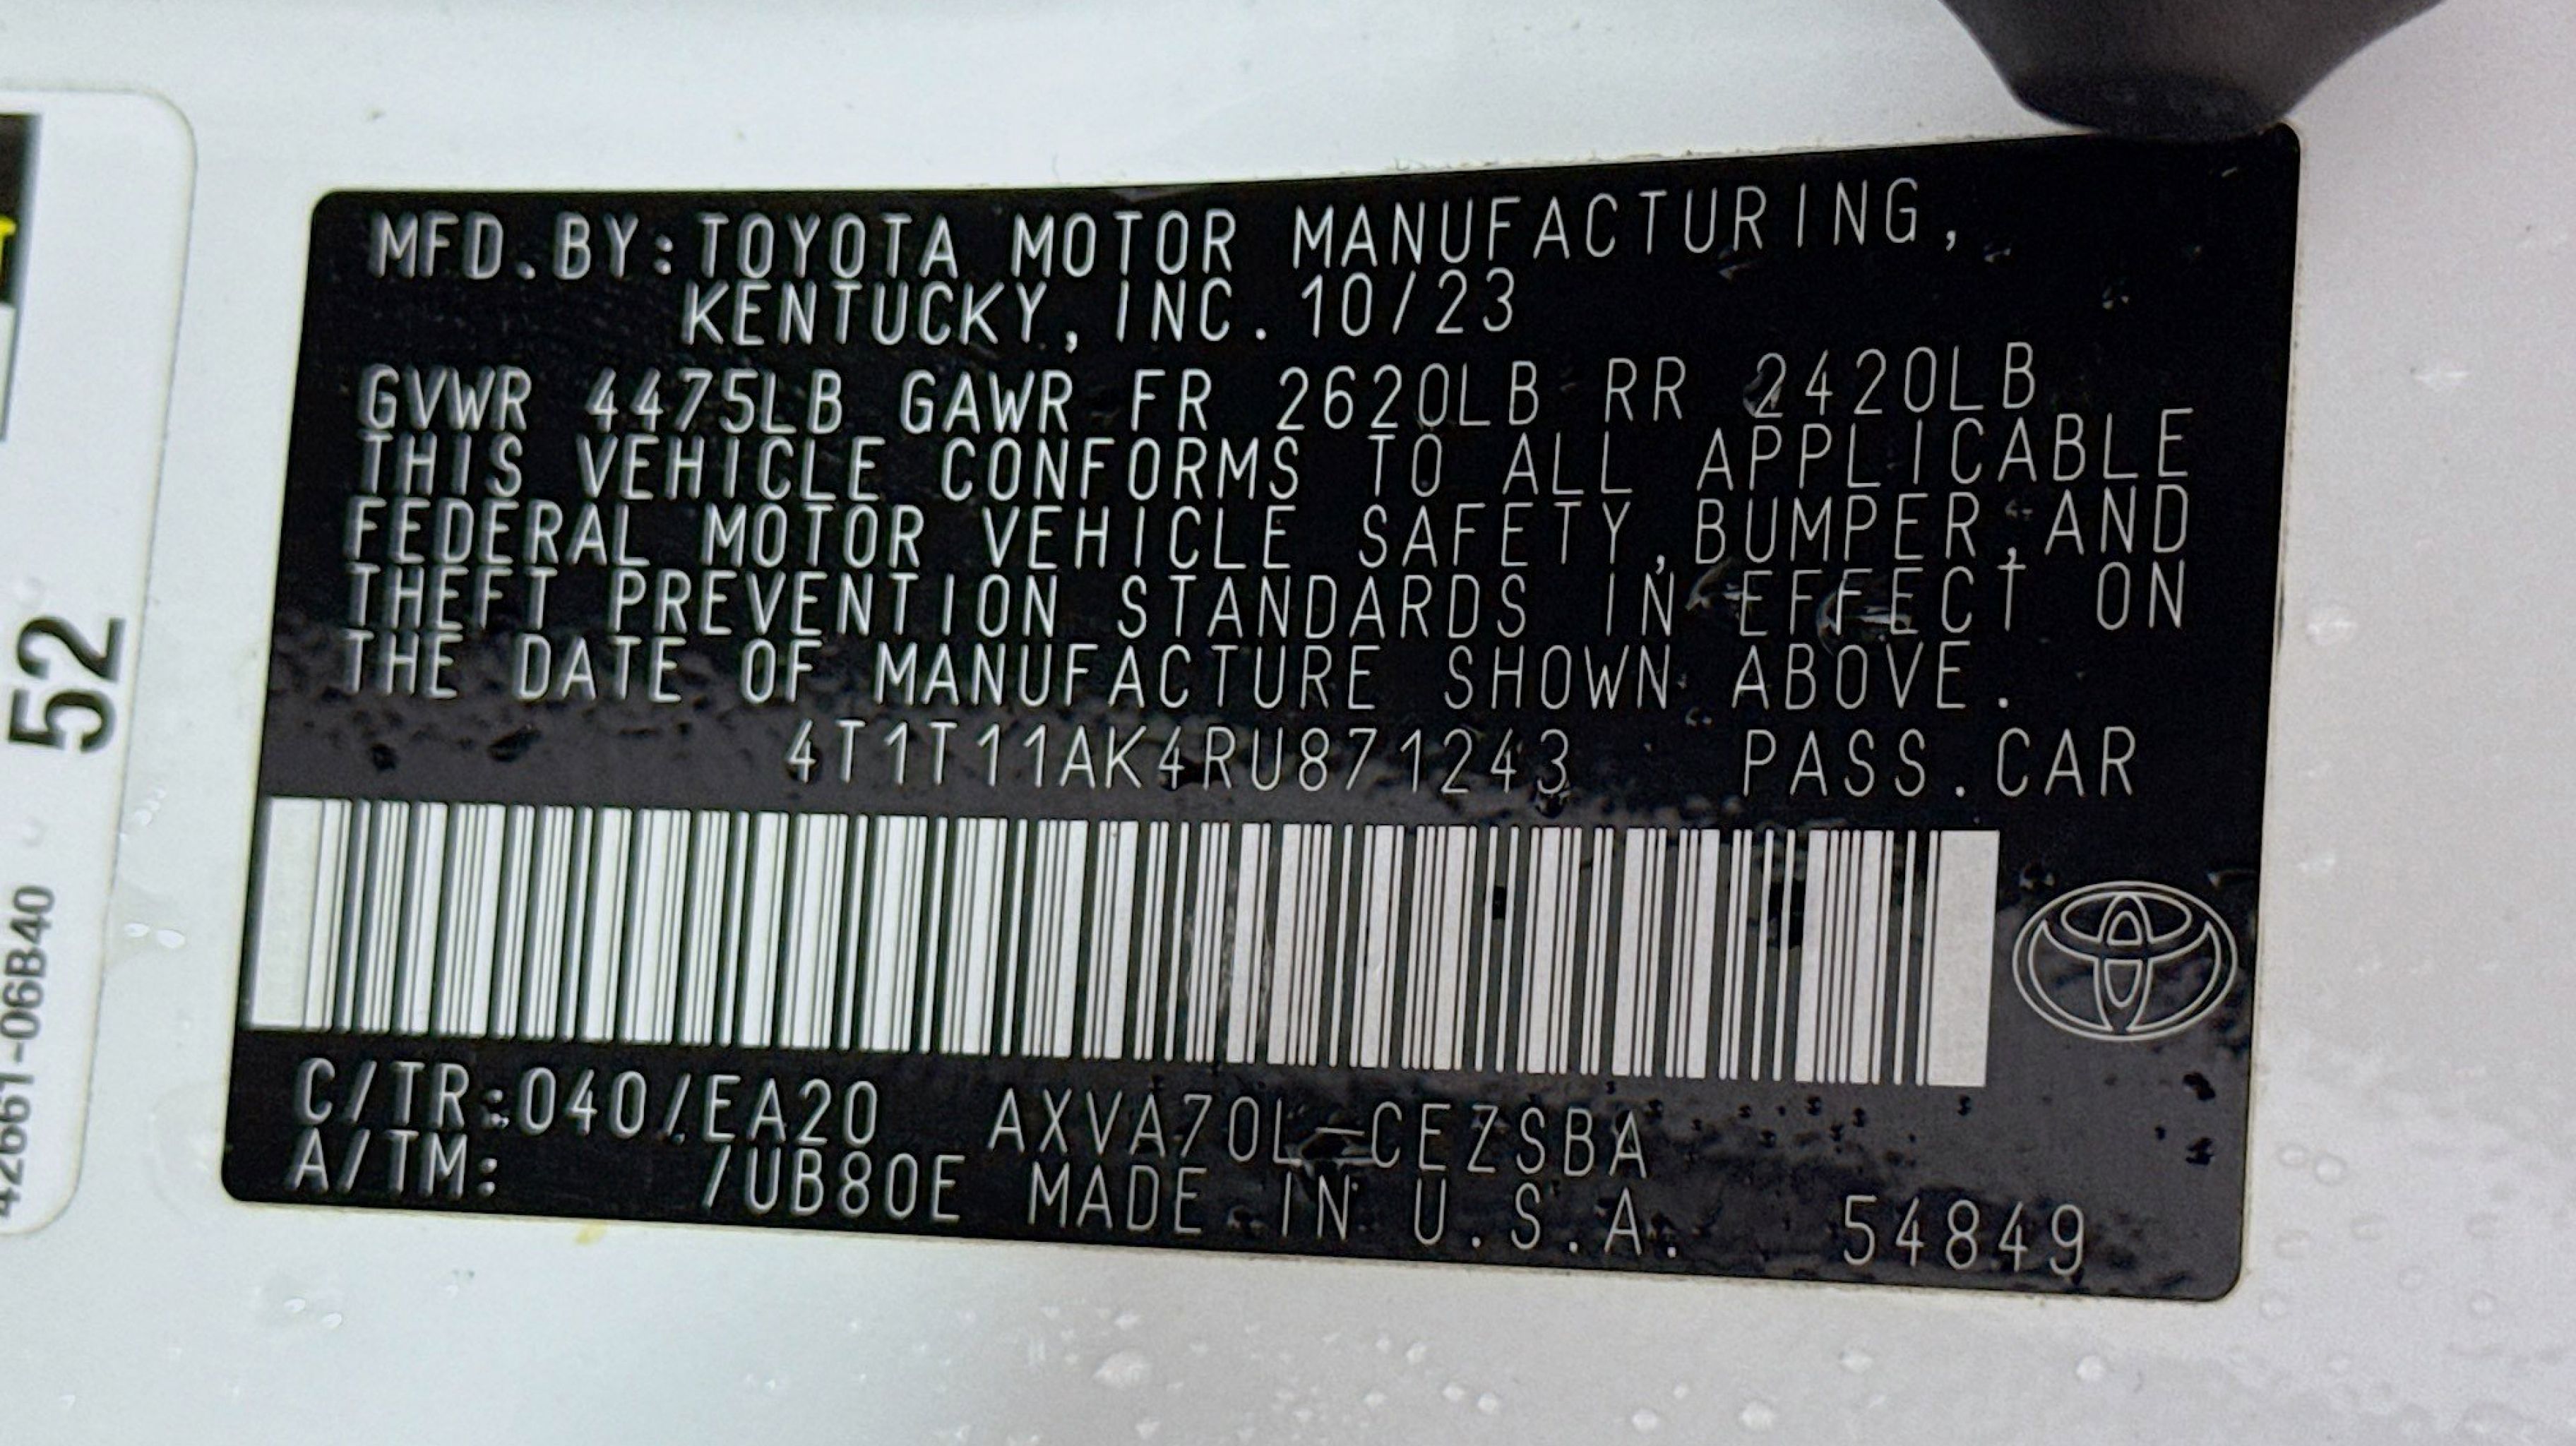 MFD.BY:TOYOTA MOTOR MANUFACTURING,
KENTUCKY, INC. 10/23
GVWR 4475LB GAWR FR 2620LB RR 2420LB
THIS VEHICLE CONFORMS TO ALL APPLICABLE
FEDERAL MOTOR VEHICLE SAFETY,BUMPER,AND
THEFT PREVENTION STANDARDS IN EFFECT ON
THE DATE OF MANUFACTURE SHOWN ABOVE.
4T1T11AK4RU871243 PASS.CAR
C/TR:040/EA20 AXVA70L-CEZSBA
A/TM: /UB80E MADE IN U.S.A. 54849
52
42661-06B40